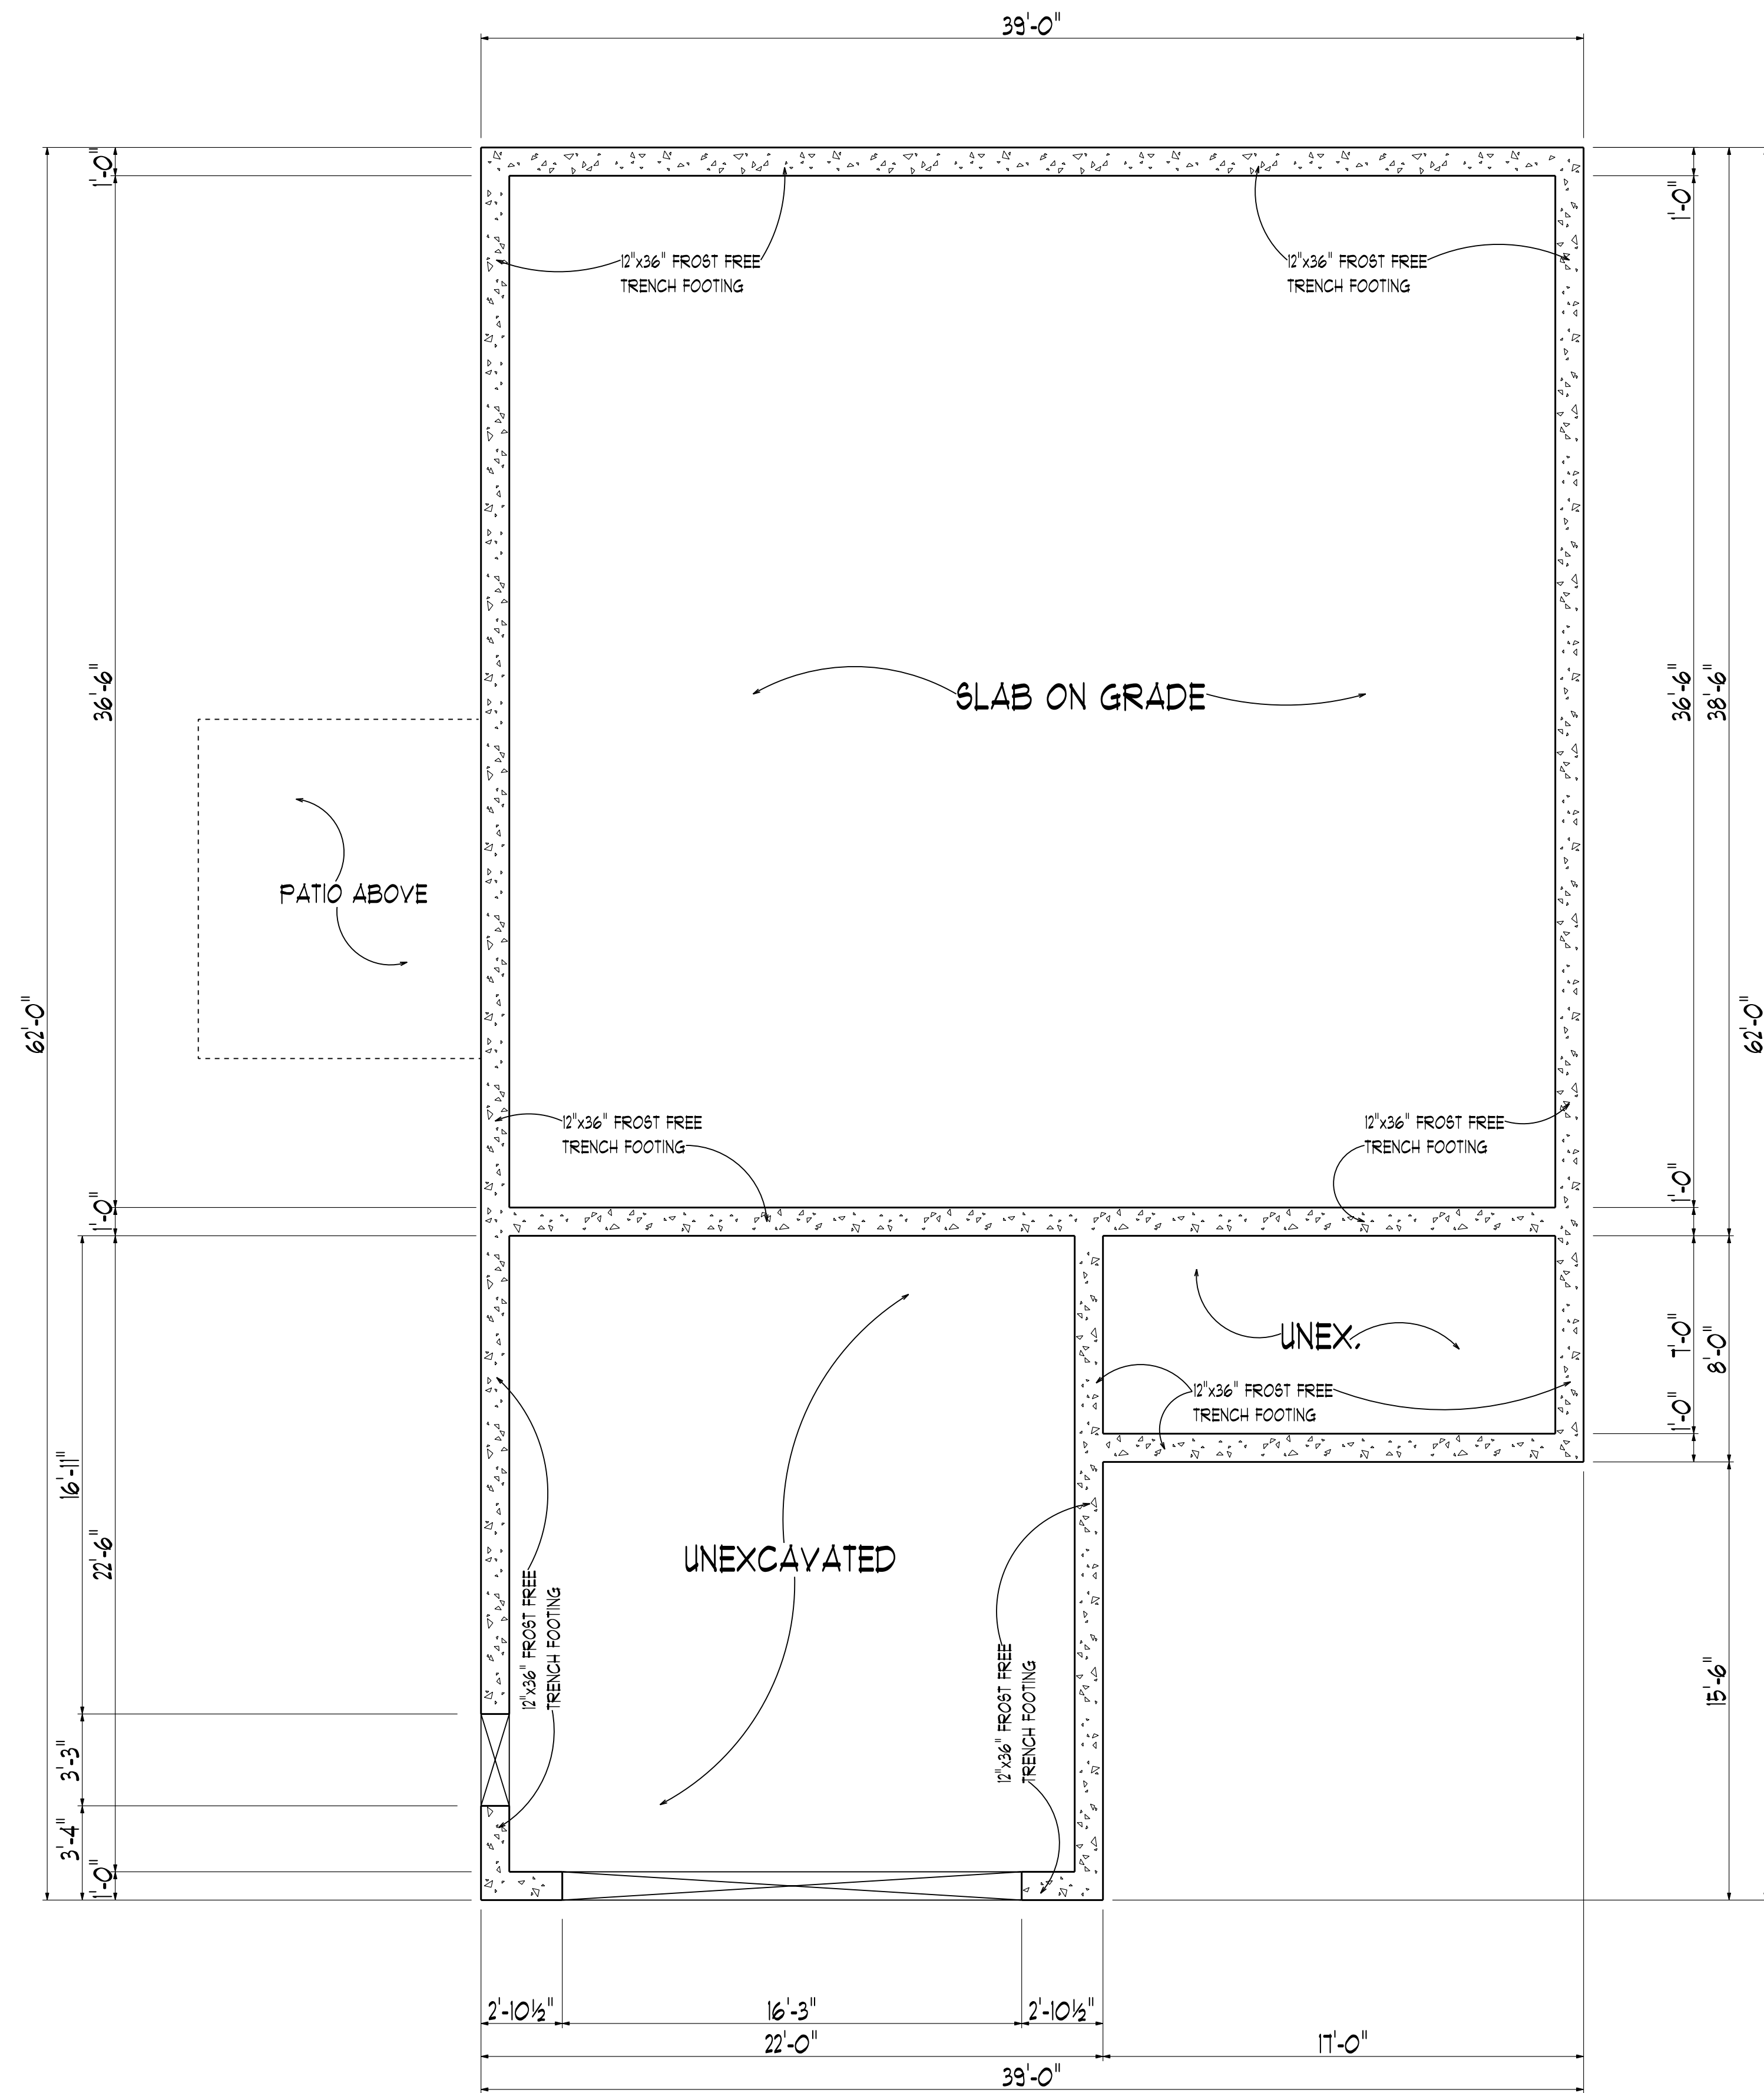 39'-0"
1'-0"
1'-0"
12"x36" FROST FREE
TRENCH FOOTING
12"x36" FROST FREE
TRENCH FOOTING
36'-6"
SLAB ON GRADE
36'-6"
38'-6"
PATIO ABOVE
62'-0"
62'-0"
12"x36" FROST FREE
TRENCH FOOTING
12"x36" FROST FREE
TRENCH FOOTING
1'-0"
1'-0"
UNEX.
7'-0"
8'-0"
12"x36" FROST FREE
TRENCH FOOTING
1'-0"
16'-11"
22'-6"
UNEXCAVATED
12"x36" FROST FREE
TRENCH FOOTING
12"x36" FROST FREE
TRENCH FOOTING
15'-6"
3'-3"
3'-4"
1'-0"
2'-10½"
16'-3"
2'-10½"
22'-0"
17'-0"
39'-0"